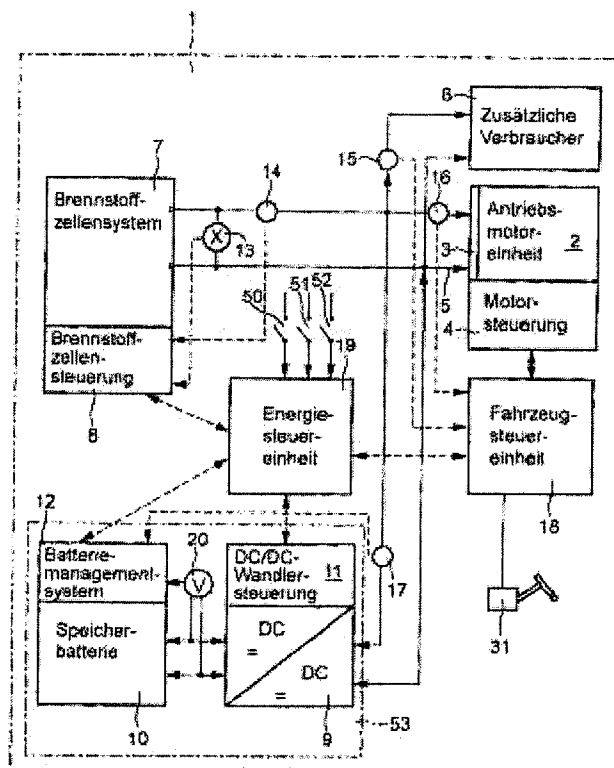 6
Zusätzliche
Verbraucher
7
15
14
16
Brennstoff-
zellensystem
X
13
Antriebs-
motor-
einheit
2
3
5
Motor-
steuerung
4
50
51
52
19
Brennstoff-
zellen-
steuerung
8
Energie-
steuer-
einheit
Fahrzeug-
steuer-
einheit
18
12
20
Batterie-
managementsystem-
system
V
DC/DC-
Wandler-
steuerung
11
17
Speicher-
batterie
DC
=
DC
=
31
10
9
53